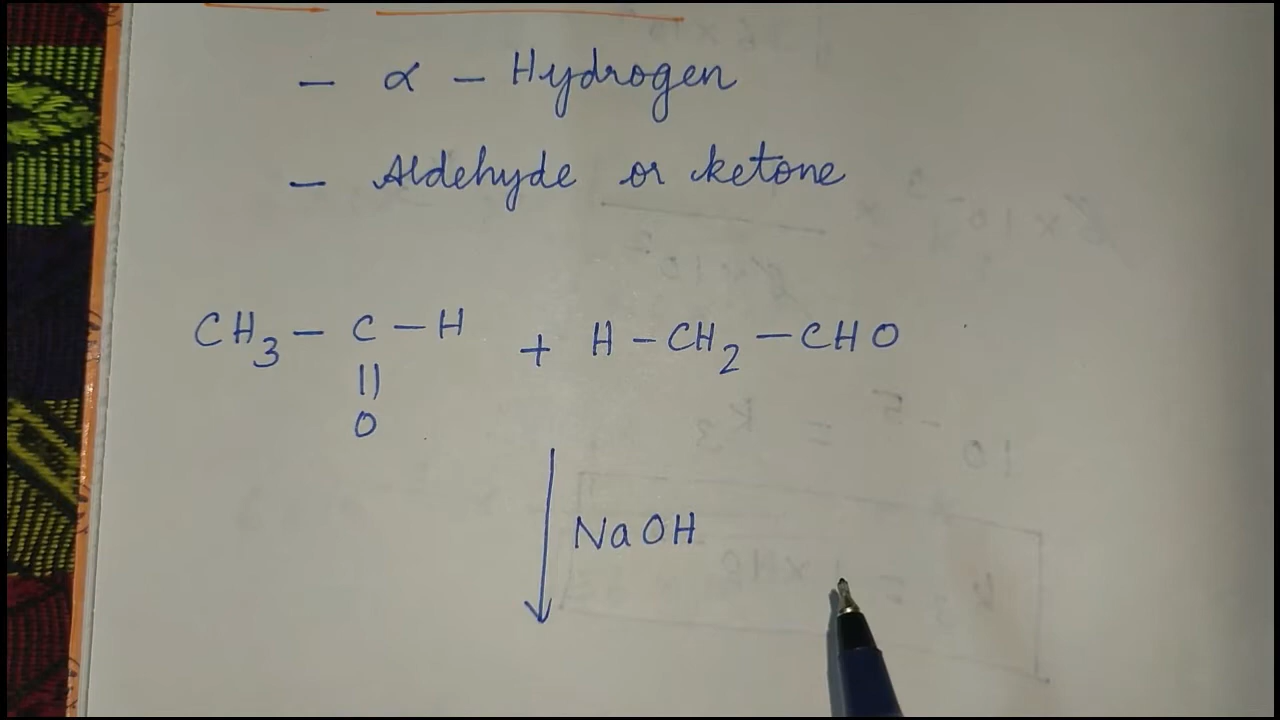 - α - Hydrogen
- Aldehyde or ketone
CH3 - C - H + H - CH2 - CHO
||
O
NaOH